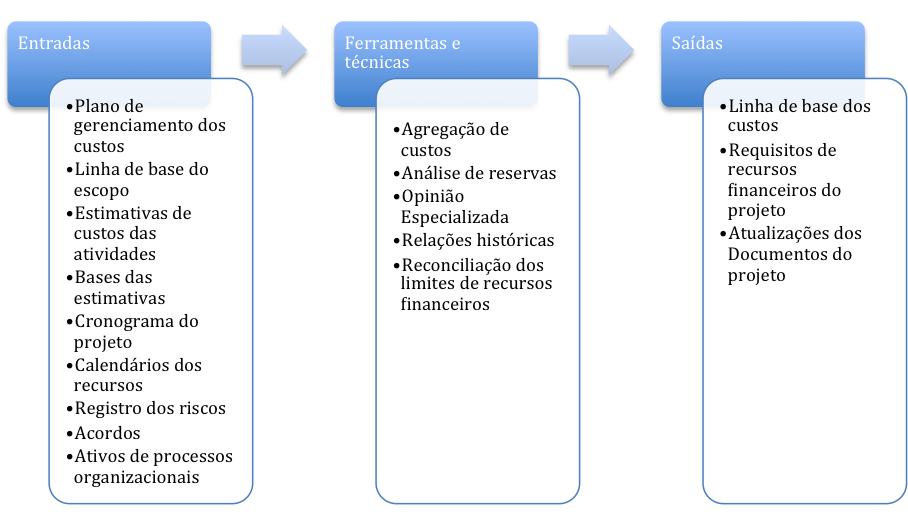 Entradas
•Plano de
gerenciamento dos
custos
•Linha de base do
escopo
•Estimativas de
custos das
atividades
•Bases das
estimativas
•Cronograma do
projeto
•Calendários dos
recursos
•Registro dos riscos
•Acordos
•Ativos de processos
organizacionais
Ferramentas e
técnicas
•Agregação de
custos
•Análise de reservas
•Opinião
Especializada
•Relações históricas
•Reconciliação dos
limites de recursos
financeiros
Saídas
•Linha de base dos
custos
•Requisitos de
recursos
financeiros do
projeto
•Atualizações dos
Documentos do
projeto